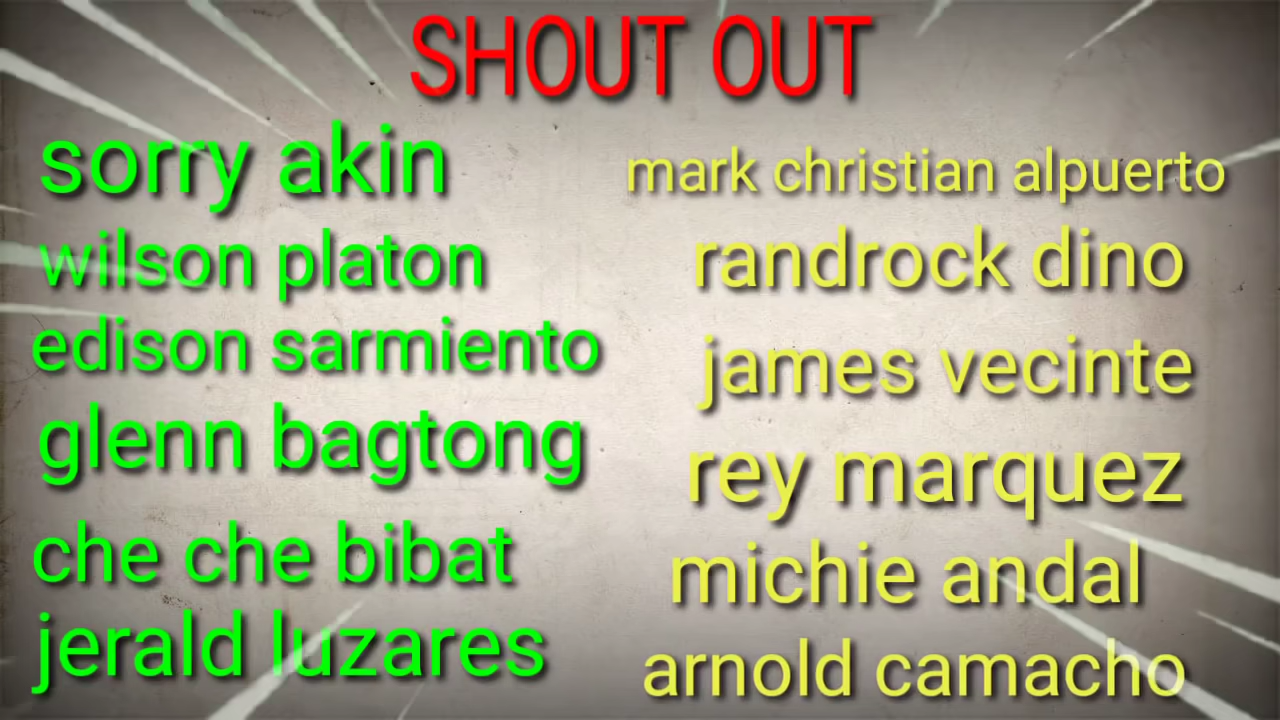 SHOUT OUT
sorry akin
wilson platon
edison sarmiento
glenn bagtong
che che bibat
jerald luzares
mark christian alpuerto
randrock dino
james vecinte
rey marquez
michie andal
arnold camacho